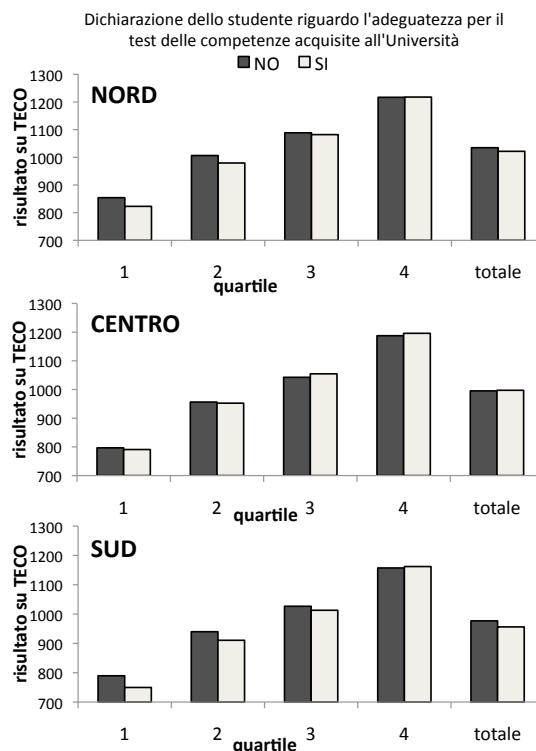 Dichiarazione dello studente riguardo l'adeguatezza per il
test delle competenze acquisite all'Università
NO SI
NORD
risultato su TECO
1300
1200
1100
1000
900
800
700
1 2 3 4 totale
quartile
CENTRO
risultato su TECO
1300
1200
1100
1000
900
800
700
1 2 3 4 totale
quartile
SUD
risultato su TECO
1300
1200
1100
1000
900
800
700
1 2 3 4 totale
quartile